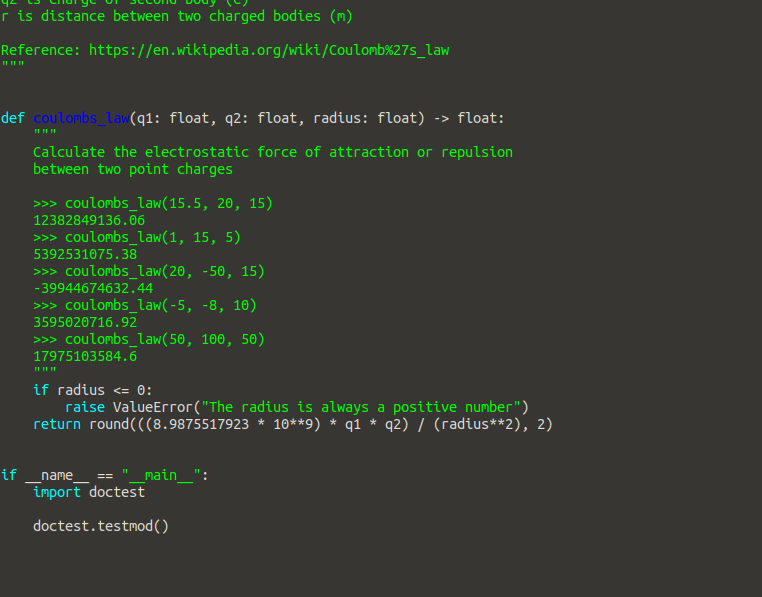 q2 is charge of second body (C)
r is distance between two charged bodies (m)

Reference: https://en.wikipedia.org/wiki/Coulomb%27s_law
"""


def coulombs_law(q1: float, q2: float, radius: float) -> float:
    """
    Calculate the electrostatic force of attraction or repulsion
    between two point charges

    >>> coulombs_law(15.5, 20, 15)
    12382849136.06
    >>> coulombs_law(1, 15, 5)
    5392531075.38
    >>> coulombs_law(20, -50, 15)
    -39944674632.44
    >>> coulombs_law(-5, -8, 10)
    3595020716.92
    >>> coulombs_law(50, 100, 50)
    17975103584.6
    """
    if radius <= 0:
        raise ValueError("The radius is always a positive number")
    return round(((8.9875517923 * 10**9) * q1 * q2) / (radius**2), 2)


if __name__ == "__main__":
    import doctest

    doctest.testmod()